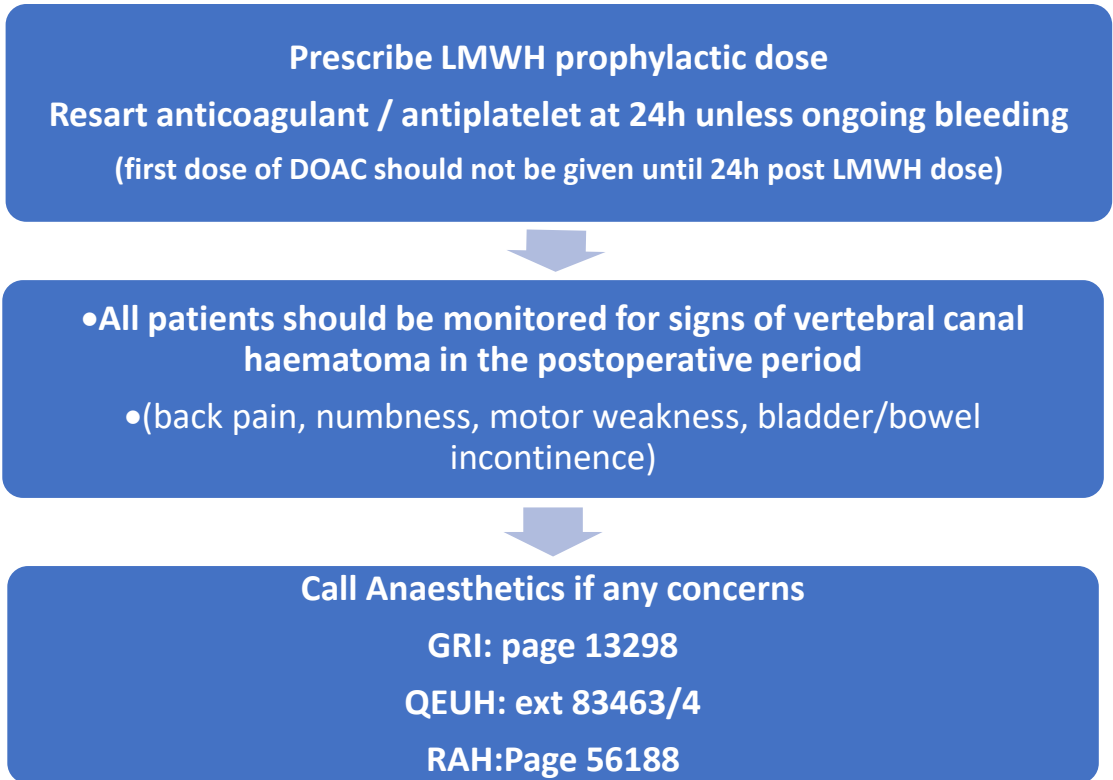 Prescribe LMWH prophylactic dose
Resart anticoagulant / antiplatelet at 24h unless ongoing bleeding
(first dose of DOAC should not be given until 24h post LMWH dose)
•All patients should be monitored for signs of vertebral canal
haematoma in the postoperative period
•(back pain, numbness, motor weakness, bladder/bowel
incontinence)
Call Anaesthetics if any concerns
GRI: page 13298
QEUH: ext 83463/4
RAH:Page 56188